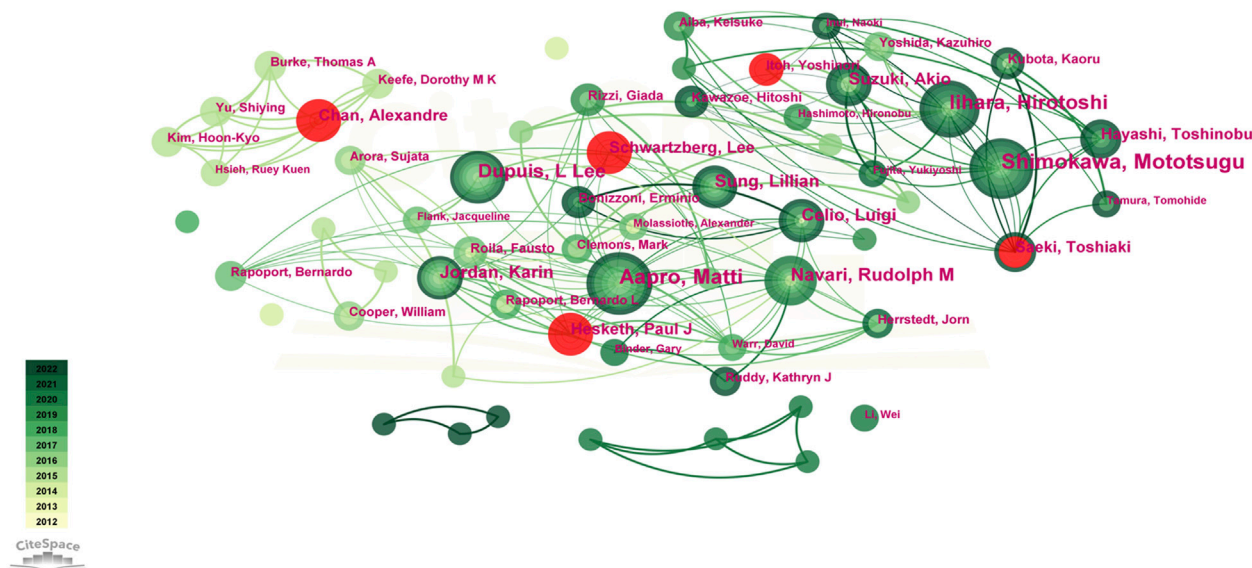 Alba, Keisuke
Inui, Naoki
Yoshida, Kazuhiro
Burke, Thomas A
Itoh, Yoshinori
Kubota, Kaoru
Keefe, Dorothy M K
Suzuki, Akio
Rizzi, Giada
Kawazoe, Hitoshi
Iihara, Hirotoshi
Yu, Shiying
Chan, Alexandre
Hashimoto, Hironobu
Hayashi, Toshinobu
Kim, Hoon-Kyo
Schwartzberg, Lee
Arora, Sujata
Shimokawa, Mototsugu
Hsieh, Ruey Kuen
Dupuis, L Lee
Fujita, Yukiyoshi
Sung, Lillian
Bonizzoni, Erminio
Tamura, Tomohide
Flank, Jacqueline
Celio, Luigi
Molassiotis, Alexander
Roila, Fausto
Clemons, Mark
Saeki, Toshiaki
Rapoport, Bernardo
Jordan, Karin
Aapro, Matti
Navari, Rudolph M
Rapoport, Bernardo L
Cooper, William
Herrstedt, Jorn
Hesketh, Paul J
Warr, David
Binder, Gary
Ruddy, Kathryn J
Li, Wei
2022
2021
2020
2019
2018
2017
2016
2015
2014
2013
2012
CiteSpace